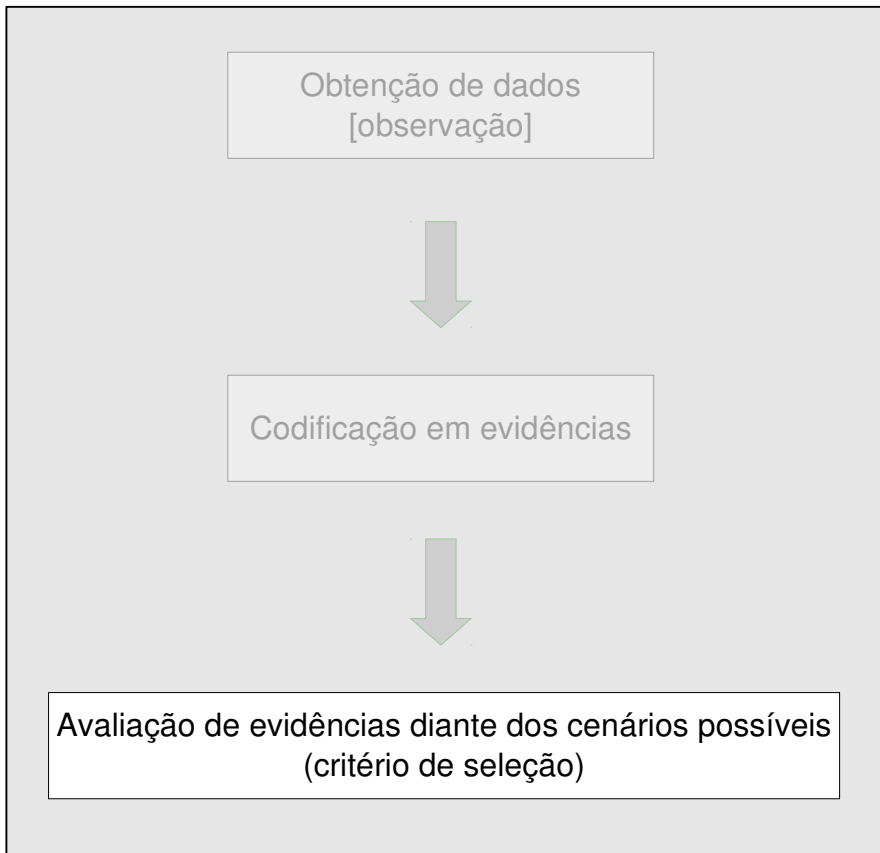 Obtenção de dados
[observação]
Codificação em evidências
Avaliação de evidências diante dos cenários possíveis
(critério de seleção)